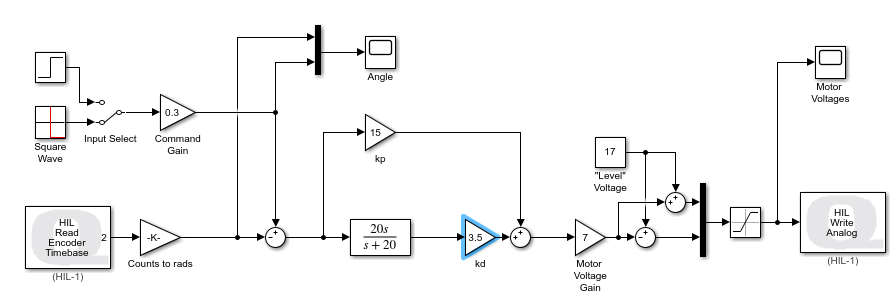 Angle
Square
Wave
Input Select
0.3
Command
Gain
15
kp
Motor
Voltages
17
"Level"
Voltage
HIL
Read
Encoder
Timebase
2
(HIL-1)
-K-
Counts to rads
20s
s + 20
3.5
kd
7
Motor
Voltage
Gain
HIL
Write
Analog
(HIL-1)